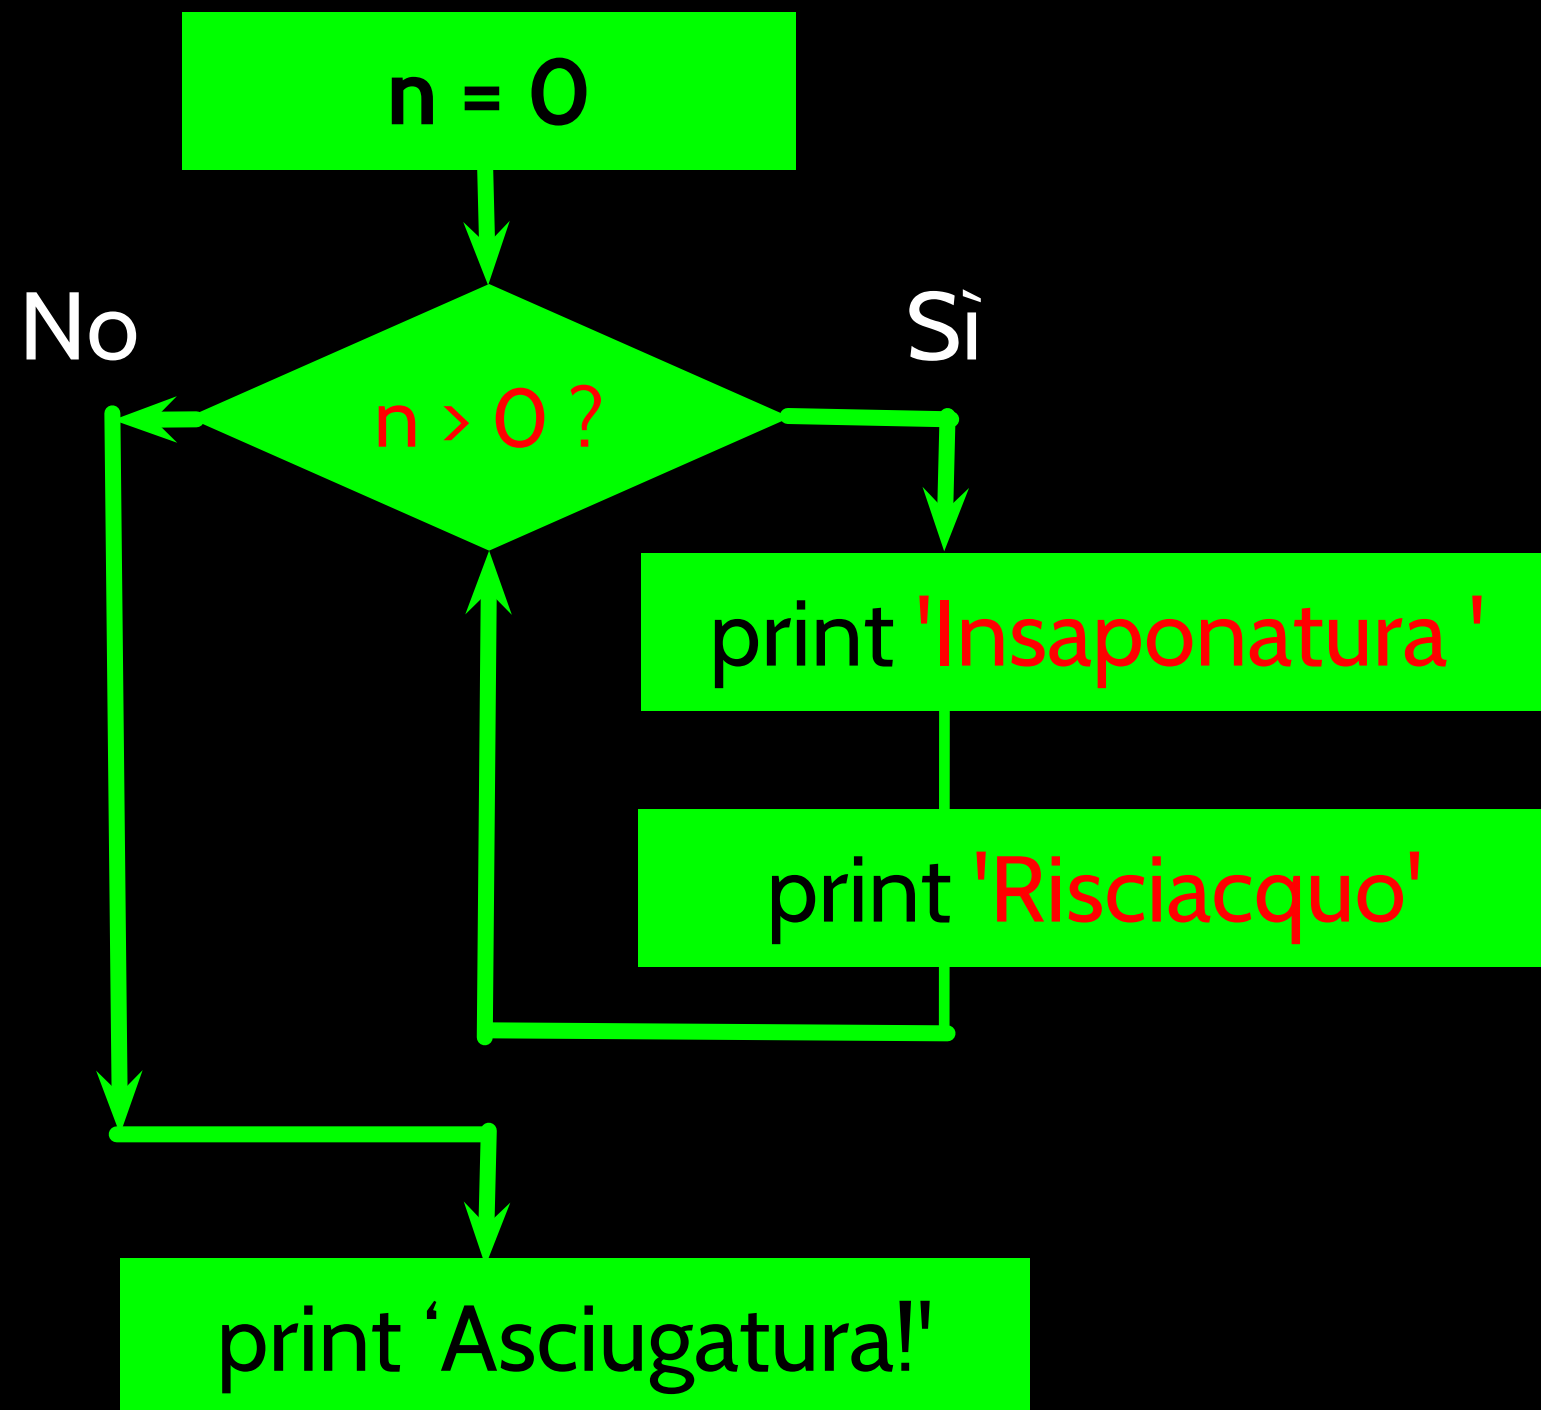 n = 0
No
Sì
n > 0 ?
print 'Insaponatura '
print 'Risciacquo'
print ‘Asciugatura!'